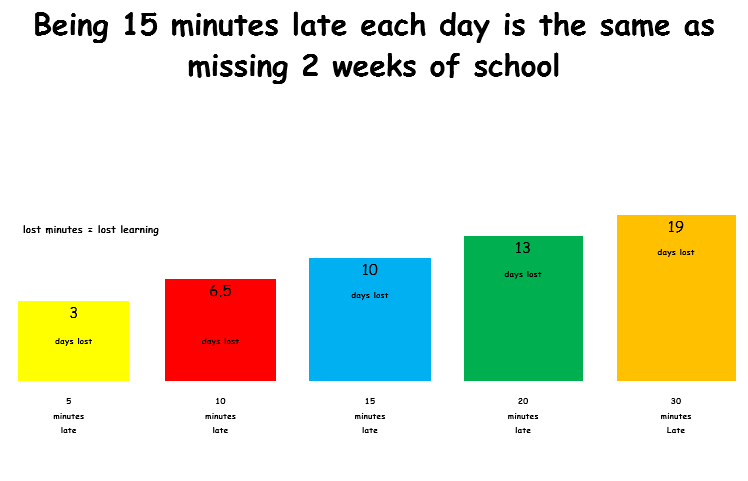 Being 15 minutes late each day is the same as
missing 2 weeks of school
lost minutes = lost learning
3
days lost
6,5
days lost
10
days lost
13
days lost
19
days lost
5
minutes
late
10
minutes
late
15
minutes
late
20
minutes
late
30
minutes
Late